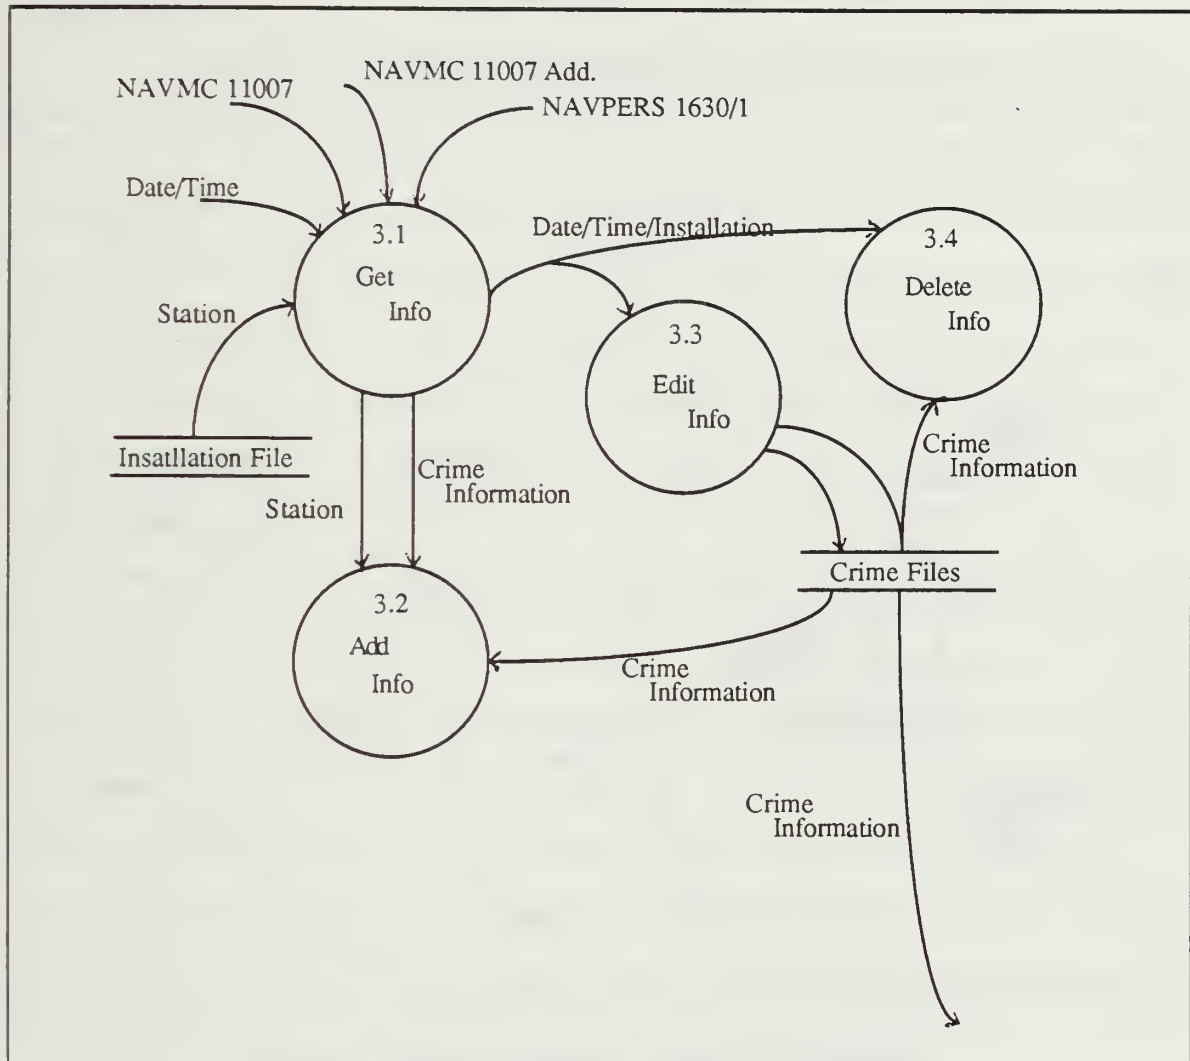 NAVMC 11007 Add.
NAVMC 11007
NAVPERS 1630/1
Date/Time
3.1
Get
Info
Date/Time/Installation
3.4
Delete
Info
Station
3.3
Edit
Info
Insatllation File
Crime
Information
Crime
Information
Station
Crime Files
3.2
Add
Info
Crime
Information
Crime
Information